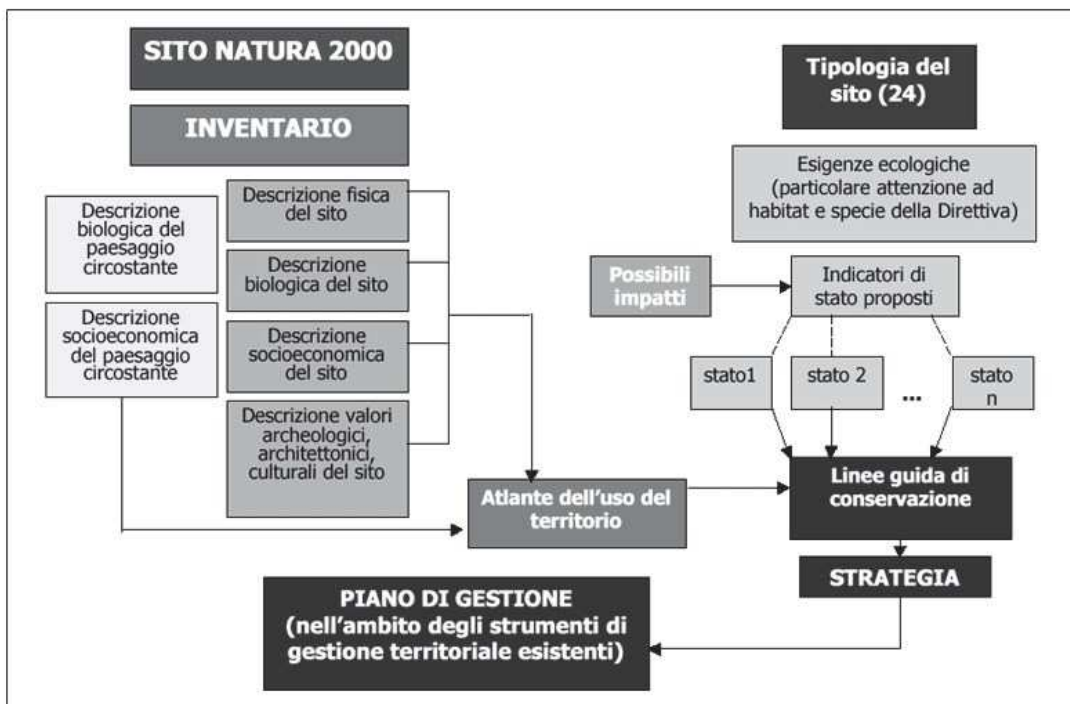 SITO NATURA 2000
INVENTARIO
Descrizione
biologica del
paesaggio
circostante
Descrizione
socioeconomica
del paesaggio
circostante
Descrizione fisica
del sito
Descrizione
biologica del sito
Descrizione
socioeconomica
del sito
Descrizione valori
archeologici,
architettonici,
culturali del sito
Atlante dell'uso del
territorio
Tipologia del
sito (24)
Esigenze ecologiche
(particolare attenzione ad
habitat e specie della Direttiva)
Possibili
impatti
Indicatori di
stato proposti
stato1
stato 2
...
stato
n
Linee guida di
conservazione
STRATEGIA
PIANO DI GESTIONE
(nell'ambito degli strumenti di
gestione territoriale esistenti)